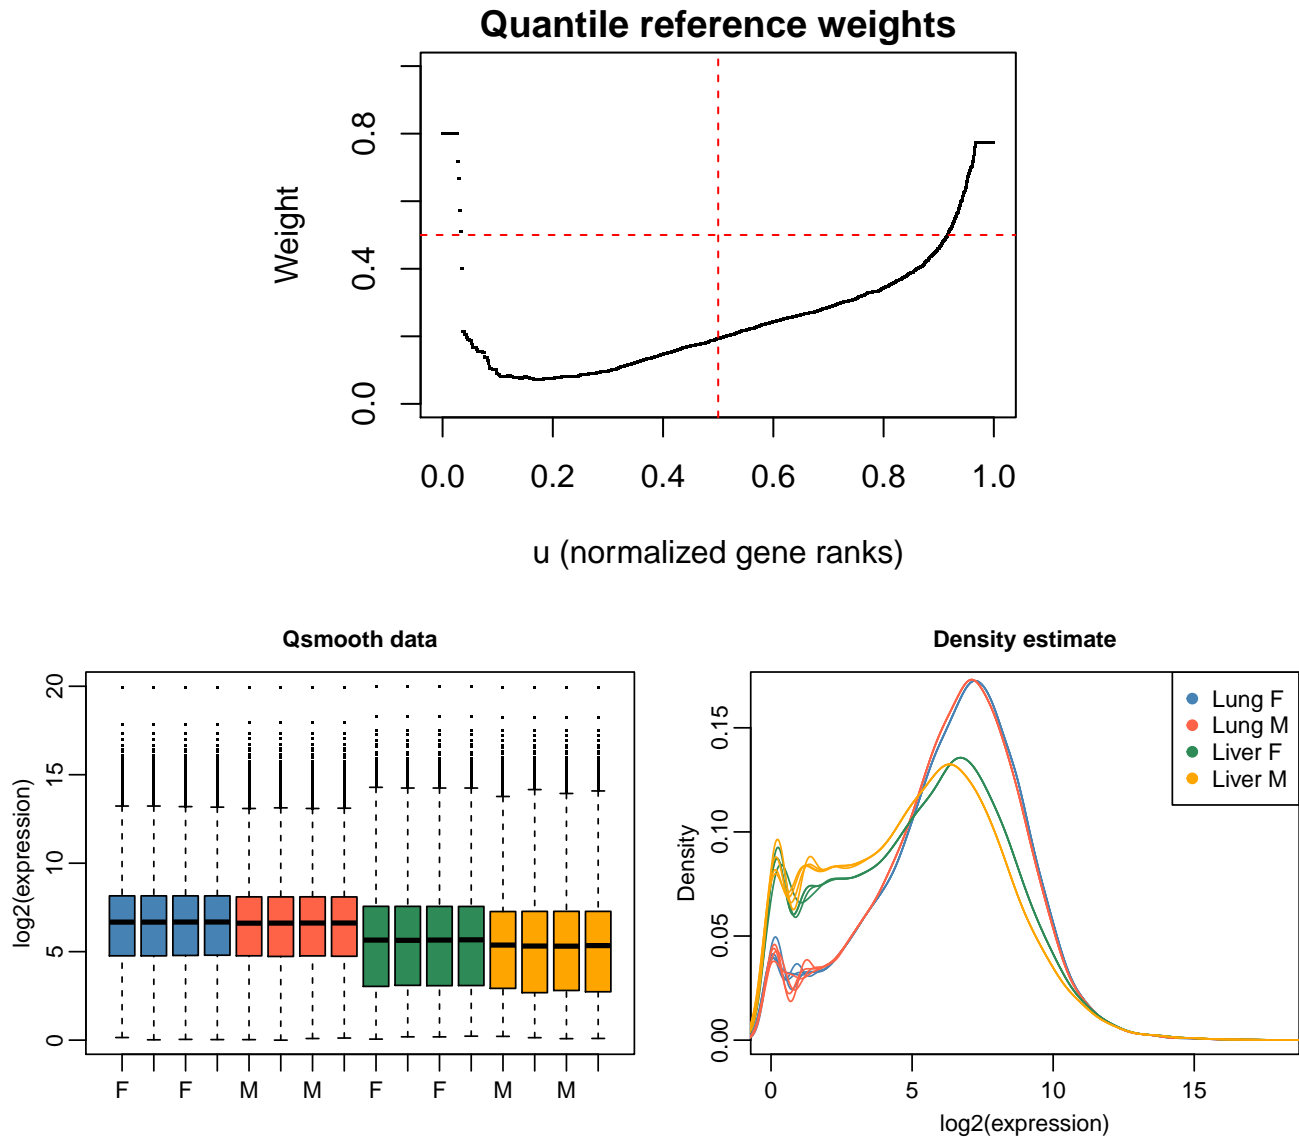 Quantile reference weights
Weight
0.8
0.4
0.0
0.0 0.2 0.4 0.6 0.8 1.0
u (normalized gene ranks)
Qsmooth data
log2(expression)
20
15
10
5
0
F F M M F F M M
Density estimate
Density
0.15
0.10
0.05
0.00
Lung F
Lung M
Liver F
Liver M
0 5 10 15
log2(expression)